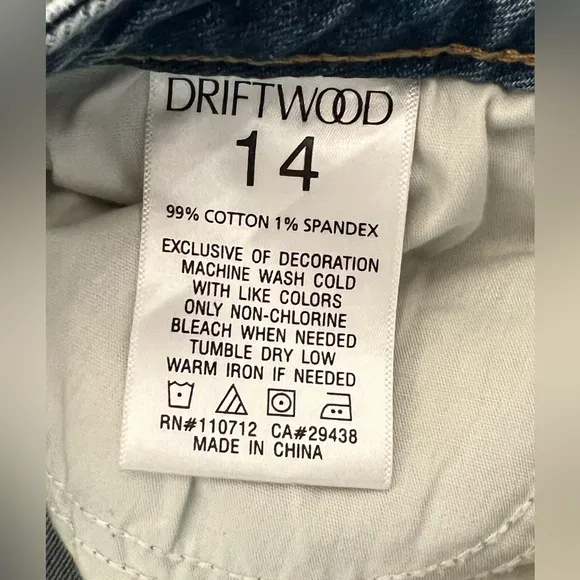 DRIFTWOOD
14
99% COTTON 1% SPANDEX
EXCLUSIVE OF DECORATION
MACHINE WASH COLD
WITH LIKE COLORS
ONLY NON-CHLORINE
BLEACH WHEN NEEDED
TUMBLE DRY LOW
WARM IRON IF NEEDED
RN#110712 CA#29438
MADE IN CHINA